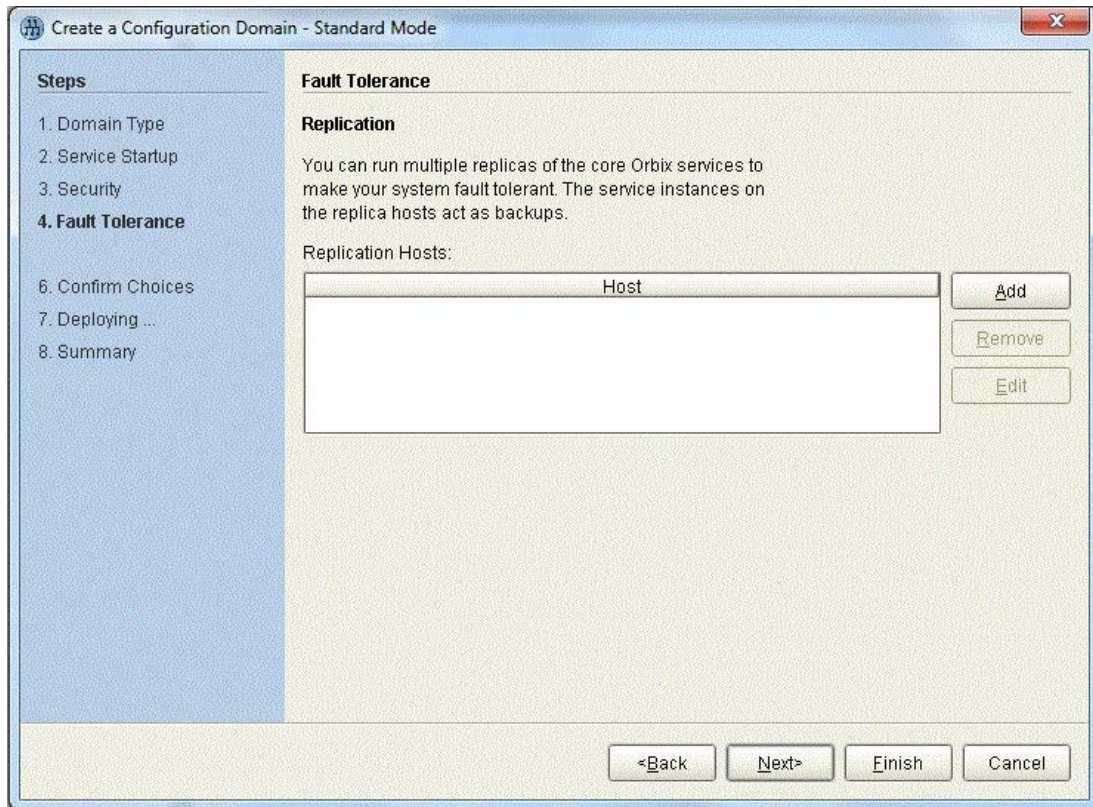 Create a Configuration Domain - Standard Mode
Steps
1. Domain Type
2. Service Startup
3. Security
4. Fault Tolerance
6. Confirm Choices
7. Deploying ...
8. Summary
Fault Tolerance
Replication
You can run multiple replicas of the core Orbix services to
make your system fault tolerant. The service instances on
the replica hosts act as backups.
Replication Hosts:
Host
Add
Remove
Edit
<Back
Next>
Finish
Cancel